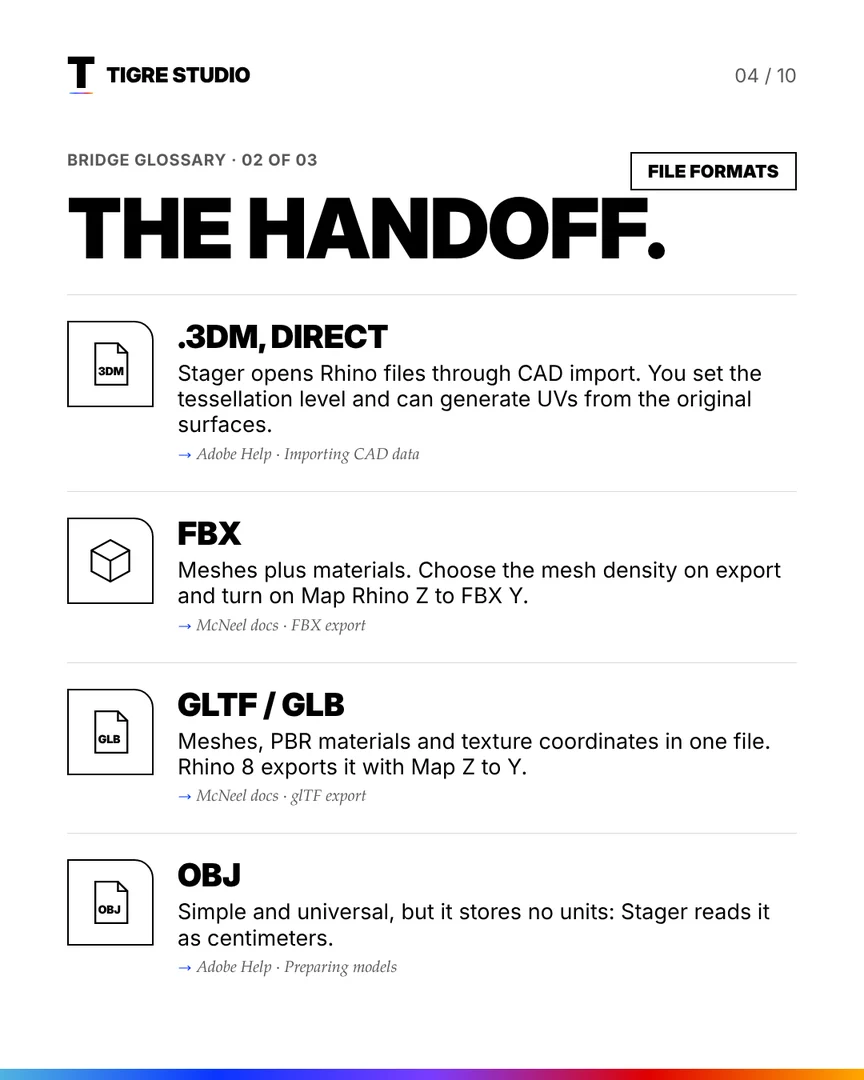 T TIGRE STUDIO
04 / 10
BRIDGE GLOSSARY · 02 OF 03
FILE FORMATS
THE HANDOFF.
3DM
.3DM, DIRECT
Stager opens Rhino files through CAD import. You set the
tessellation level and can generate UVs from the original
surfaces.
→ Adobe Help · Importing CAD data
FBX
Meshes plus materials. Choose the mesh density on export
and turn on Map Rhino Z to FBX Y.
→ McNeel docs · FBX export
GLB
GLTF / GLB
Meshes, PBR materials and texture coordinates in one file.
Rhino 8 exports it with Map Z to Y.
→ McNeel docs · glTF export
OBJ
OBJ
Simple and universal, but it stores no units: Stager reads it
as centimeters.
→ Adobe Help · Preparing models